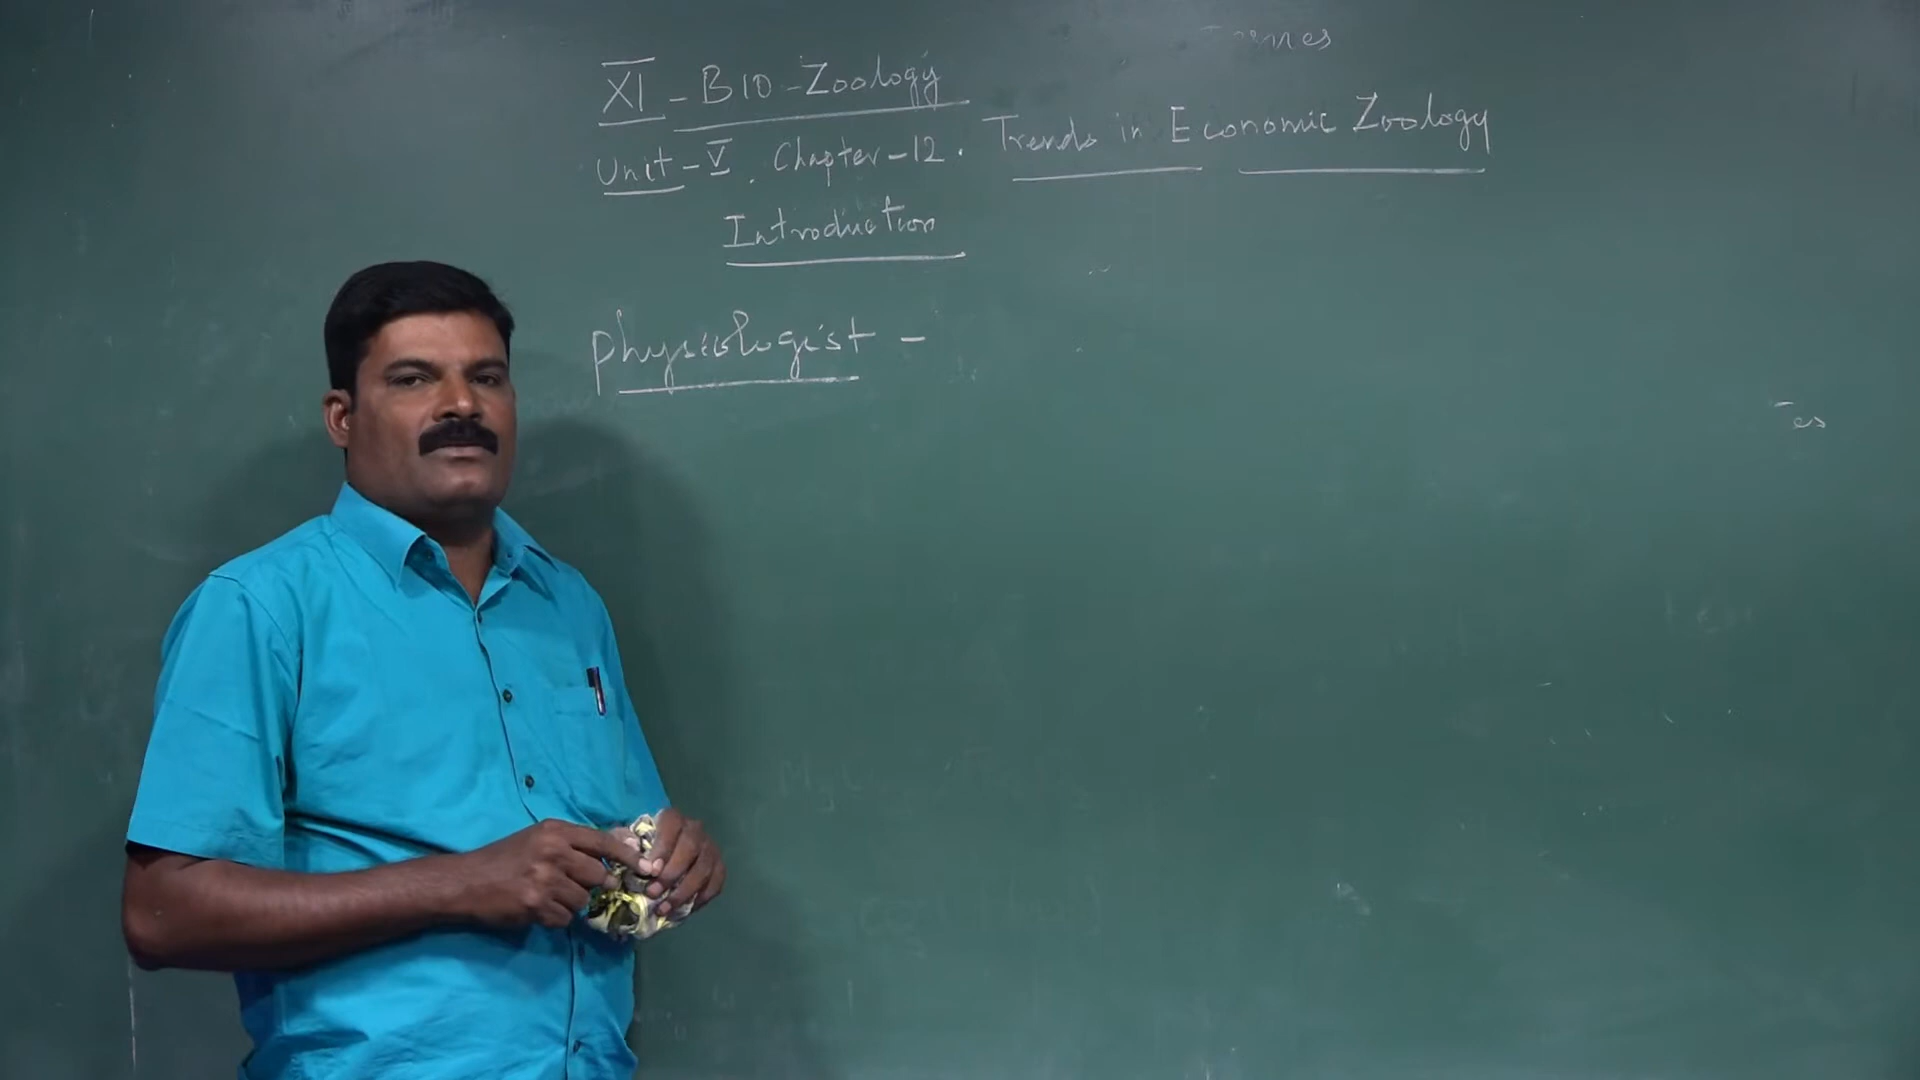 XI - BIO - Zoology
Unit - V. Chapter - 12. Trends in Economic Zoology
Introduction
Physiologist -